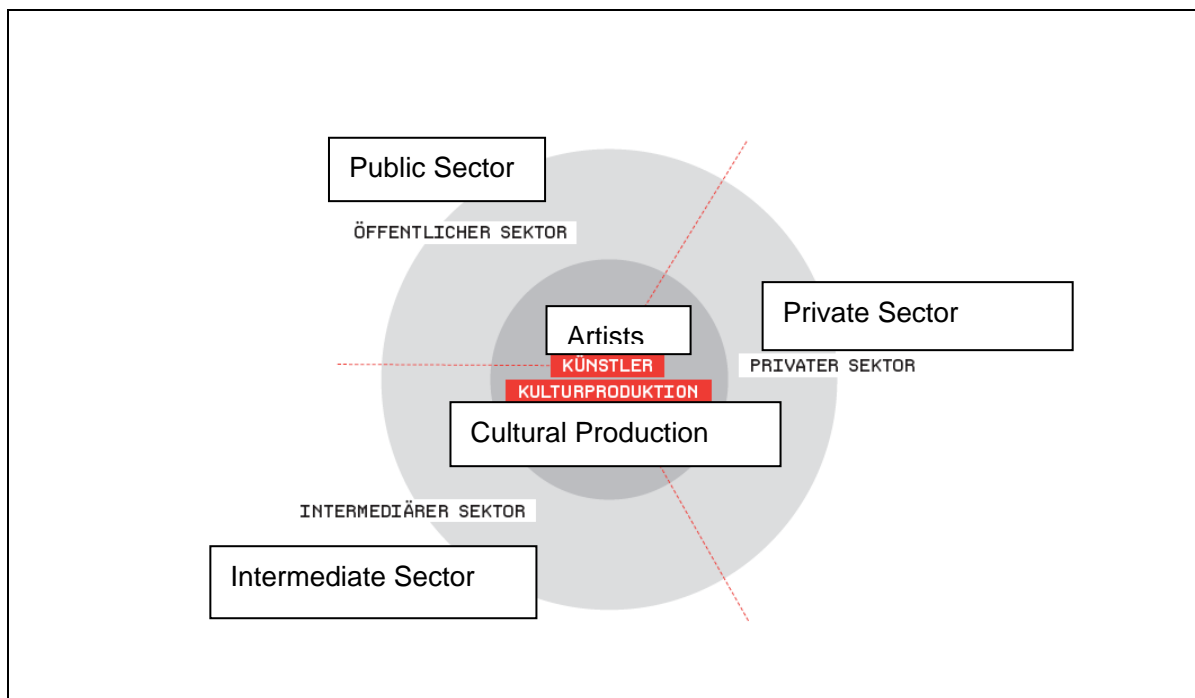 Public Sector
ÖFFENTLICHER SEKTOR
Private Sector
Artists
KÜNSTLER
PRIVATER SEKTOR
KULTURPRODUKTION
Cultural Production
INTERMEDIÄRER SEKTOR
Intermediate Sector